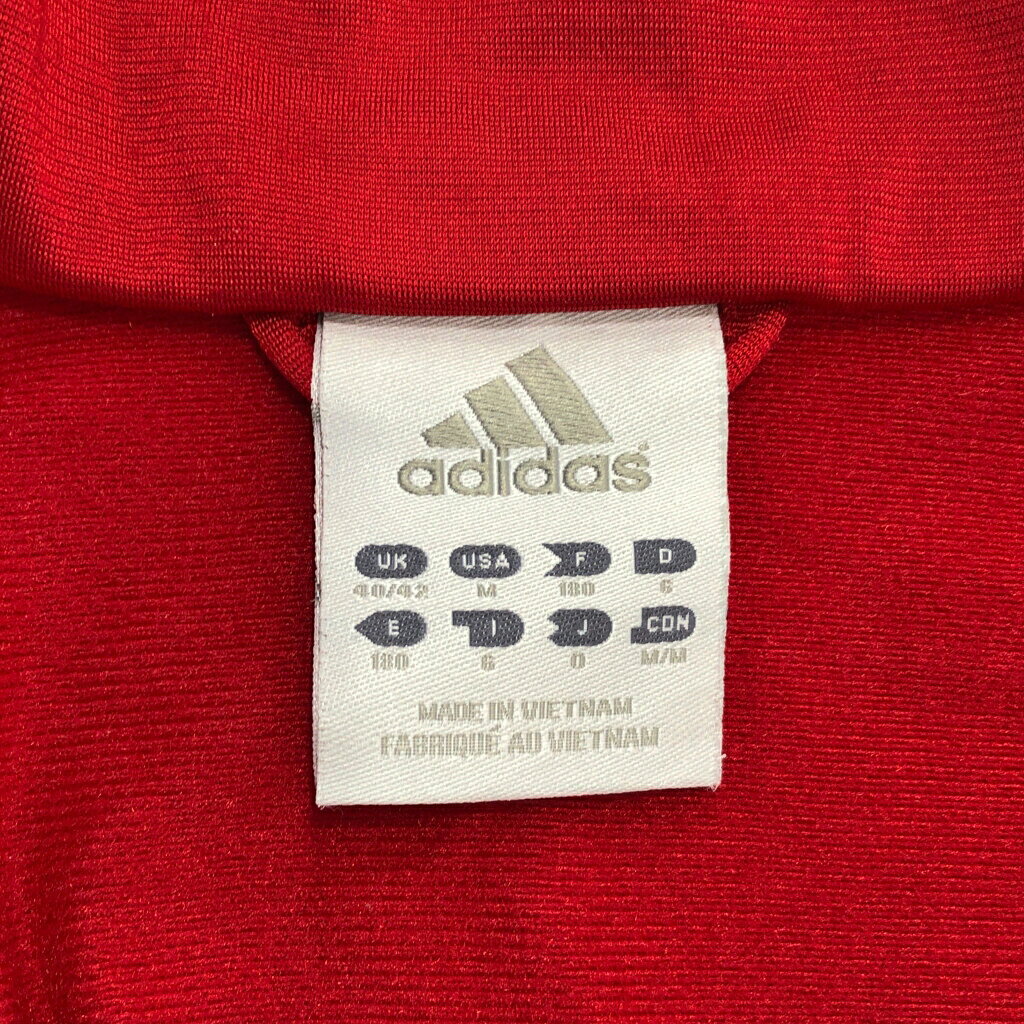 adidas
UK USA F D
40/42 M 180 6
E I J CDN
180 6 O M/M
MADE IN VIETNAM
FABRIQUÉ AU VIETNAM